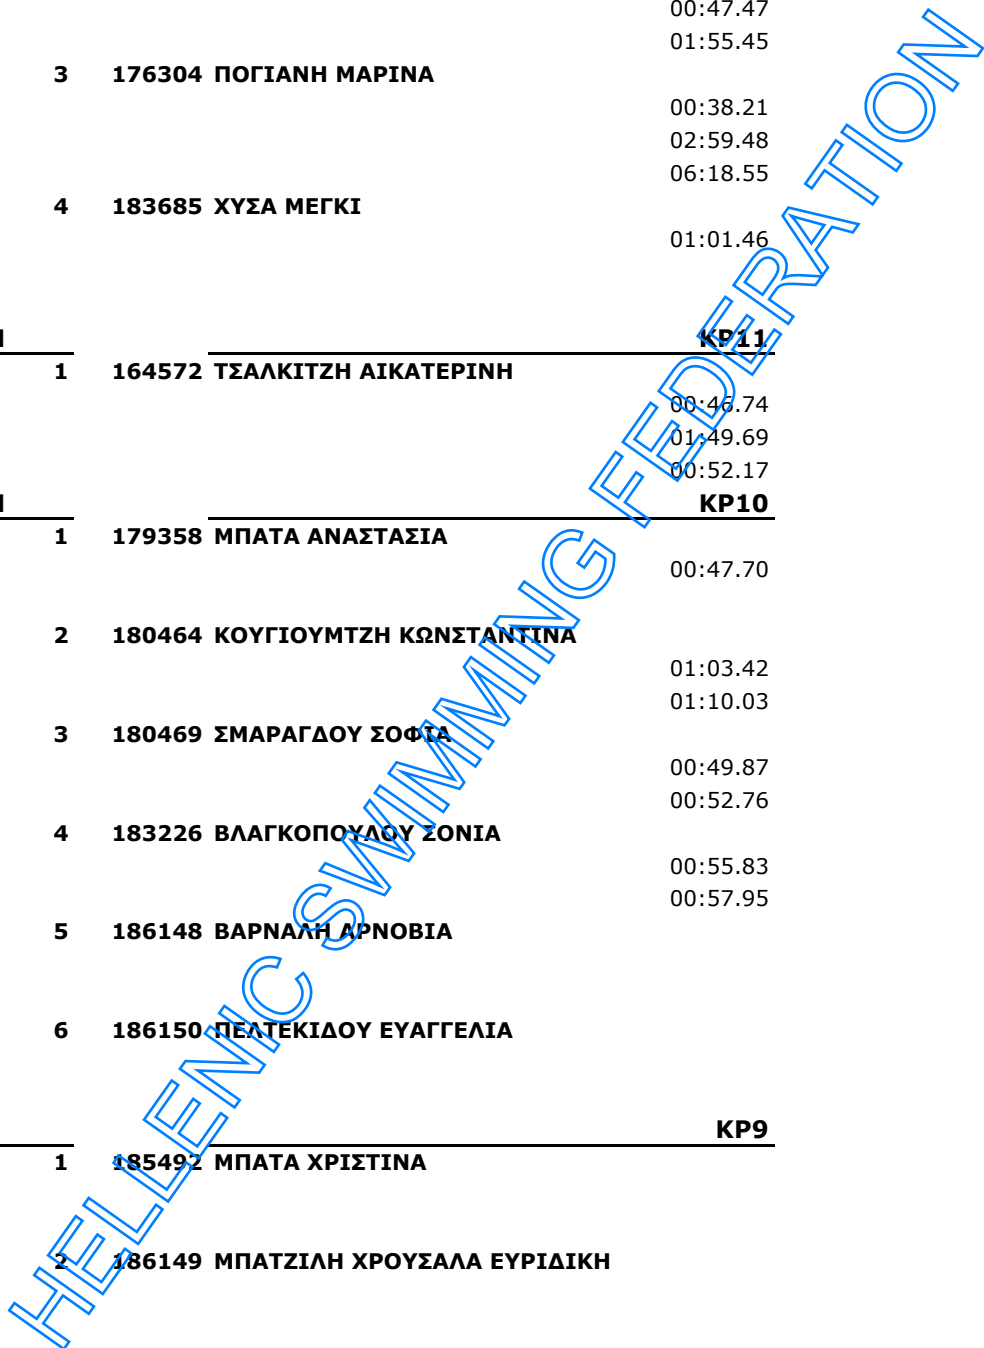 00:47.47
01:55.45
3 176304 ΠΟΓΙΑΝΗ ΜΑΡΙΝΑ
00:38.21
02:59.48
06:18.55
4 183685 ΧΥΣΑ ΜΕΓΚΙ
01:01.46
ΚΡ11
1 164572 ΤΣΑΛΚΙΤΖΗ ΑΙΚΑΤΕΡΙΝΗ
00:46.74
01:49.69
00:52.17
ΚΡ10
1 179358 ΜΠΑΤΑ ΑΝΑΣΤΑΣΙΑ
00:47.70
2 180464 ΚΟΥΓΙΟΥΜΤΖΗ ΚΩΝΣΤΑΝΤΙΝΑ
01:03.42
01:10.03
3 180469 ΣΜΑΡΑΓΔΟΥ ΣΟΦΙΑ
00:49.87
00:52.76
4 183226 ΒΛΑΓΚΟΠΟΥΛΟΥ ΣΟΝΙΑ
00:55.83
00:57.95
5 186148 ΒΑΡΝΑΛΗ ΑΡΝΟΒΙΑ
6 186150 ΠΕΛΤΕΚΙΔΟΥ ΕΥΑΓΓΕΛΙΑ
ΚΡ9
1 185492 ΜΠΑΤΑ ΧΡΙΣΤΙΝΑ
2 186149 ΜΠΑΤΖΙΛΗ ΧΡΟΥΣΑΛΑ ΕΥΡΙΔΙΚΗ
HELLENIC SWIMMING FEDERATION